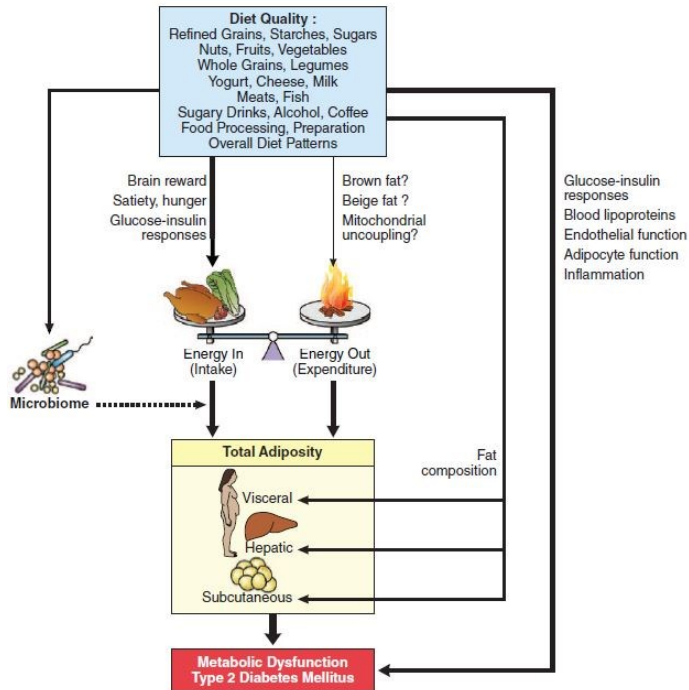 Diet Quality :
Refined Grains, Starches, Sugars
Nuts, Fruits, Vegetables
Whole Grains, Legumes
Yogurt, Cheese, Milk
Meats, Fish
Sugary Drinks, Alcohol, Coffee
Food Processing, Preparation
Overall Diet Patterns
Brain reward
Satiety, hunger
Glucose-insulin
responses
Brown fat?
Beige fat ?
Mitochondrial
uncoupling?
Glucose-insulin
responses
Blood lipoproteins
Endothelial function
Adipocyte function
Inflammation
Energy In
(Intake)
Energy Out
(Expenditure)
Microbiome
Total Adiposity
Fat
composition
Visceral
Hepatic
Subcutaneous
Metabolic Dysfunction
Type 2 Diabetes Mellitus